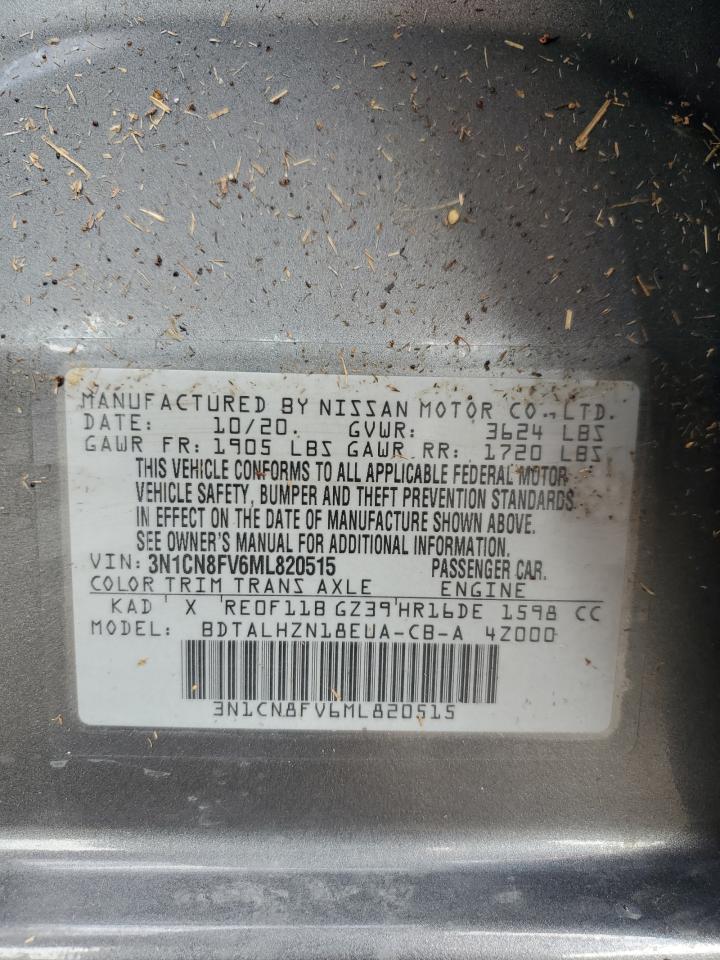 MANUFACTURED BY NISSAN MOTOR CO., LTD.
DATE: 10/20. GVWR: 3624 LBS
GAWR FR: 1905 LBS GAWR RR: 1720 LBS
THIS VEHICLE CONFORMS TO ALL APPLICABLE FEDERAL MOTOR
VEHICLE SAFETY, BUMPER AND THEFT PREVENTION STANDARDS
IN EFFECT ON THE DATE OF MANUFACTURE SHOWN ABOVE.
SEE OWNER'S MANUAL FOR ADDITIONAL INFORMATION.
VIN: 3N1CN8FV6ML820515 PASSENGER CAR.
COLOR TRIM TRANS AXLE ENGINE
KAD X RE0F11B GZ39 HR16DE 1598 CC
MODEL: BDTALHZN18EUA-CB-A 4Z000
3N1CN8FV6ML820515